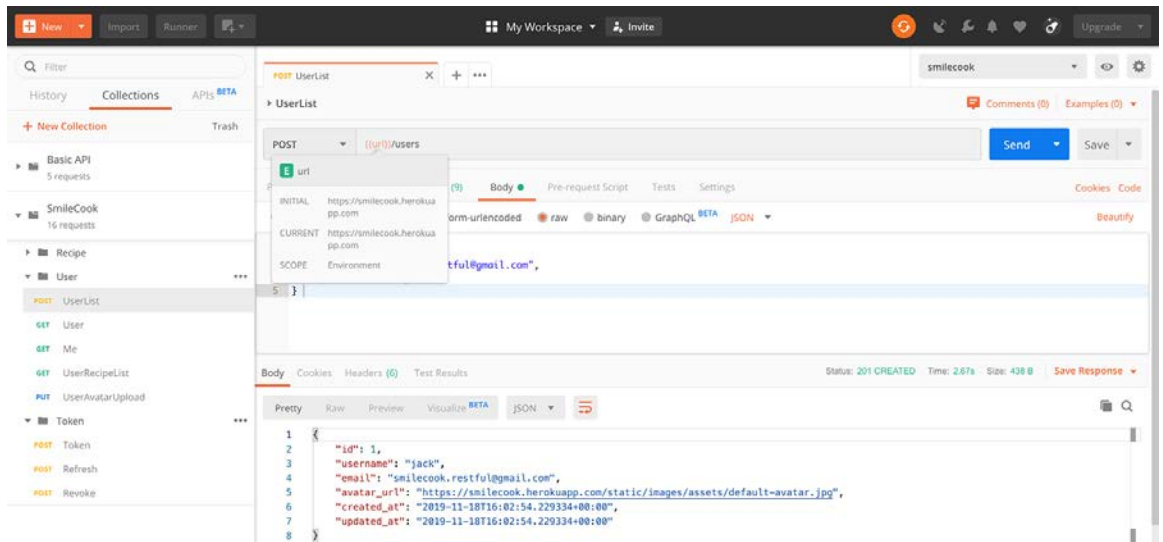 New Import Runner My Workspace Invite Upgrade
Filter
History Collections APIs BETA
+ New Collection Trash
Basic API
5 requests
SmileCook
16 requests
Recipe
User
POST UserList
GET User
GET Me
GET UserRecipeList
PUT UserAvatarUpload
Token
POST Token
POST Refresh
POST Revoke
POST UserList
smilecook
UserList
Comments (0) Examples (0)
POST {{url}}/users Send Save
E url
INITIAL https://smilecook.herokua
pp.com
CURRENT https://smilecook.herokua
pp.com
SCOPE Environment
(9) Body Pre-request Script Tests Settings Cookies Code
orm-urlencoded raw binary GraphQL BETA JSON Beautify
tful@gmail.com",
5 }
Body Cookies Headers (6) Test Results Status: 201 CREATED Time: 2.67s Size: 438 B Save Response
Pretty Raw Preview Visualize BETA JSON
1 {
2 "id": 1,
3 "username": "jack",
4 "email": "smilecook.restful@gmail.com",
5 "avatar_url": "https://smilecook.herokuapp.com/static/images/assets/default-avatar.jpg",
6 "created_at": "2019-11-18T16:02:54.229334+00:00",
7 "updated_at": "2019-11-18T16:02:54.229334+00:00"
8 }